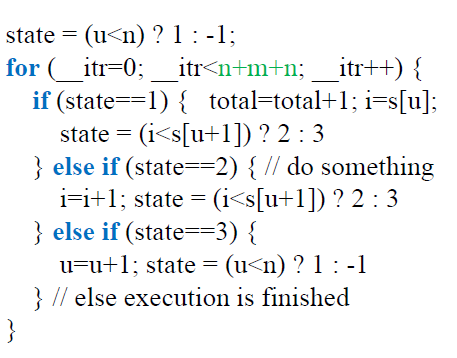 state = (u<n) ? 1 : -1;
for (__itr=0; __itr<n+m+n; __itr++) {
if (state==1) { total=total+1; i=s[u];
state = (i<s[u+1]) ? 2 : 3
} else if (state==2) { // do something
i=i+1; state = (i<s[u+1]) ? 2 : 3
} else if (state==3) {
u=u+1; state = (u<n) ? 1 : -1
} // else execution is finished
}